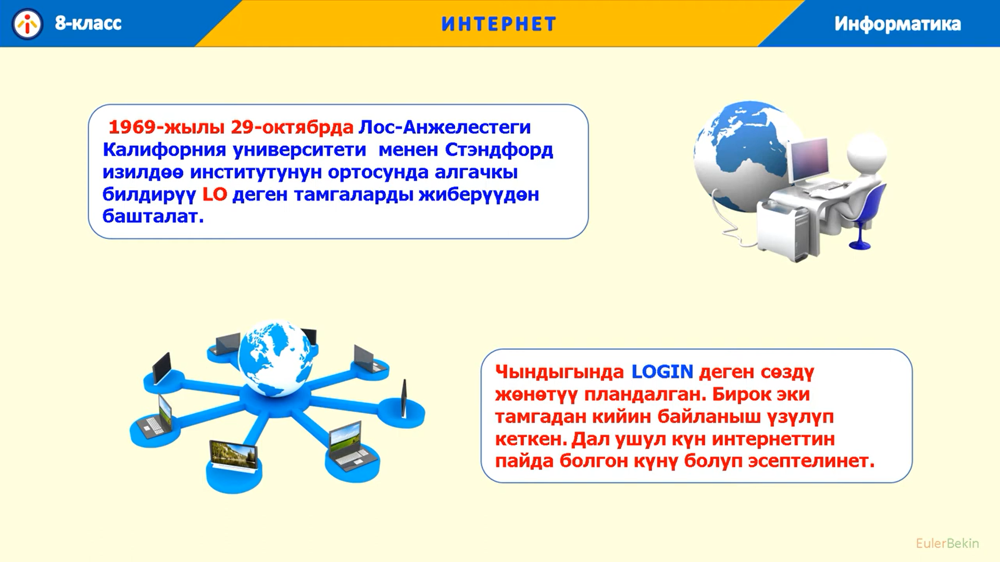 8-класс
ИНТЕРНЕТ
Информатика
1969-жылы 29-октябрда Лос-Анжелестеги
Калифорния университети менен Стэндфорд
изилдөө институтунун ортосунда алгачкы
билдирүү LO деген тамгаларды жиберүүдөн
башталат.
Чындыгында LOGIN деген сөздү
жөнөтүү пландалган. Бирок эки
тамгадан кийин байланыш үзүлүп
кеткен. Дал ушул күн интернеттин
пайда болгон күнү болуп эсептелинет.
EulerBekin